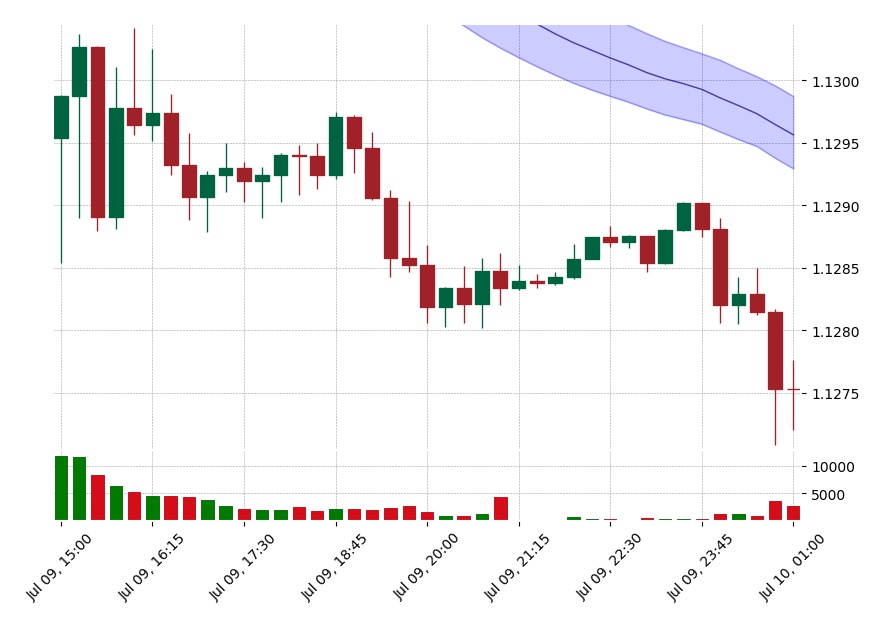 1.1300
1.1295
1.1290
1.1285
1.1280
1.1275
10000
5000
Jul 09, 15:00
Jul 09, 16:15
Jul 09, 17:30
Jul 09, 18:45
Jul 09, 20:00
Jul 09, 21:15
Jul 09, 22:30
Jul 09, 23:45
Jul 10, 01:00